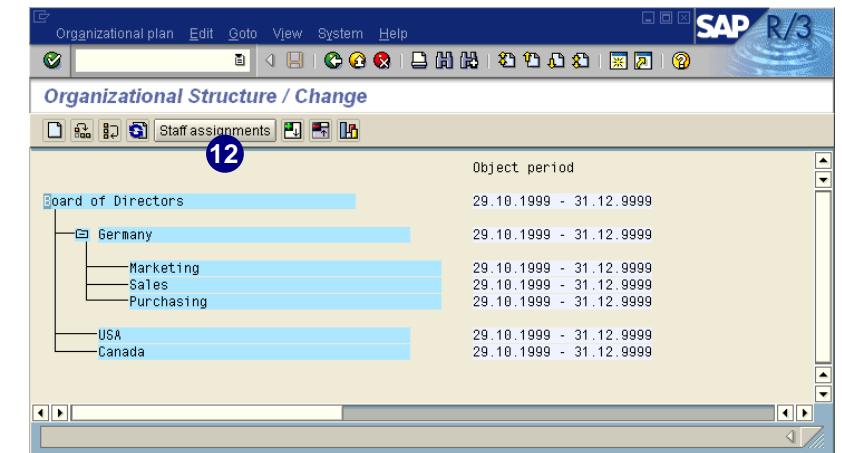 SAP R/3
Organizational plan Edit Goto View System Help
Organizational Structure / Change
Staff assignments
12
Object period
Board of Directors 29.10.1999 - 31.12.9999
Germany 29.10.1999 - 31.12.9999
Marketing 29.10.1999 - 31.12.9999
Sales 29.10.1999 - 31.12.9999
Purchasing 29.10.1999 - 31.12.9999
USA 29.10.1999 - 31.12.9999
Canada 29.10.1999 - 31.12.9999